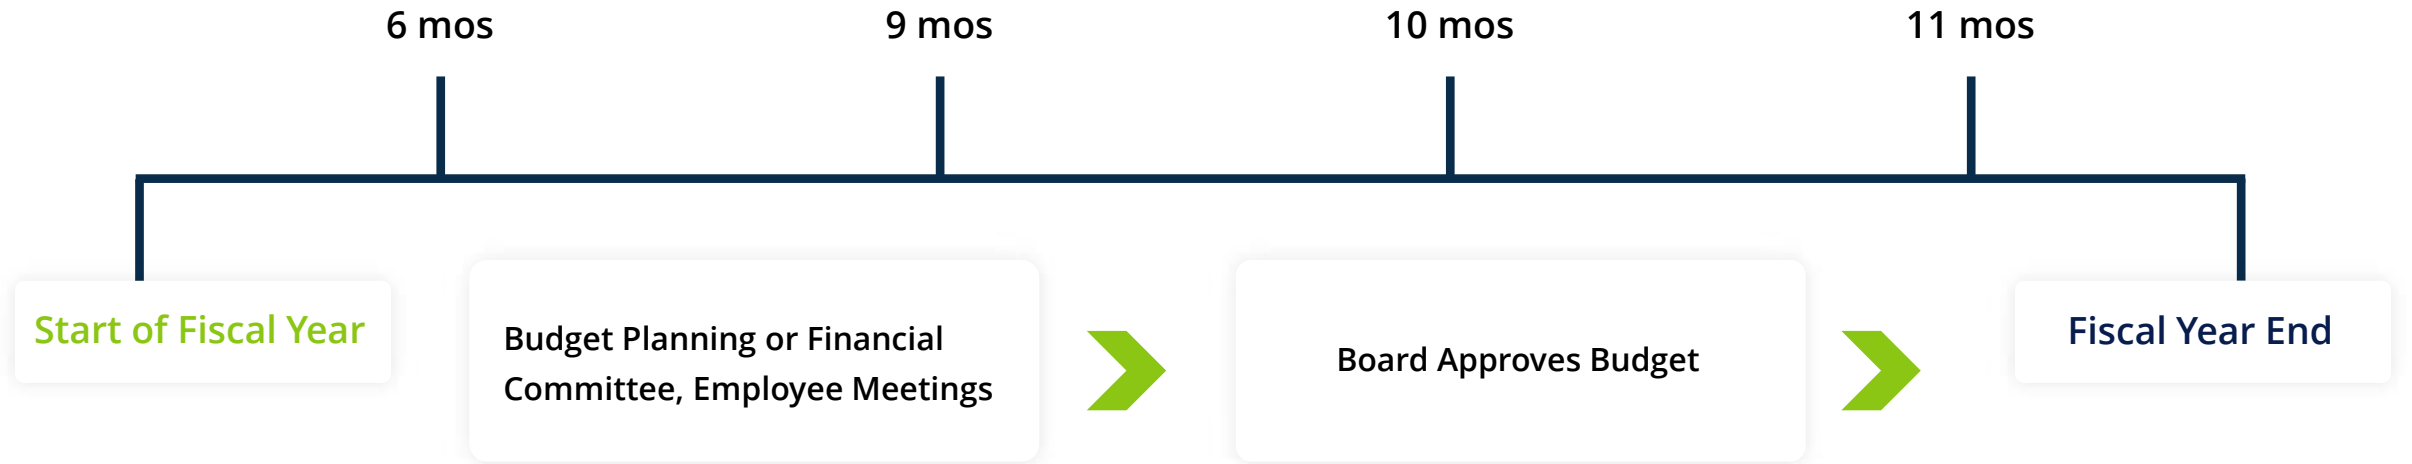 6 mos
9 mos
10 mos
11 mos
Start of Fiscal Year
Budget Planning or Financial
Committee, Employee Meetings
Board Approves Budget
Fiscal Year End